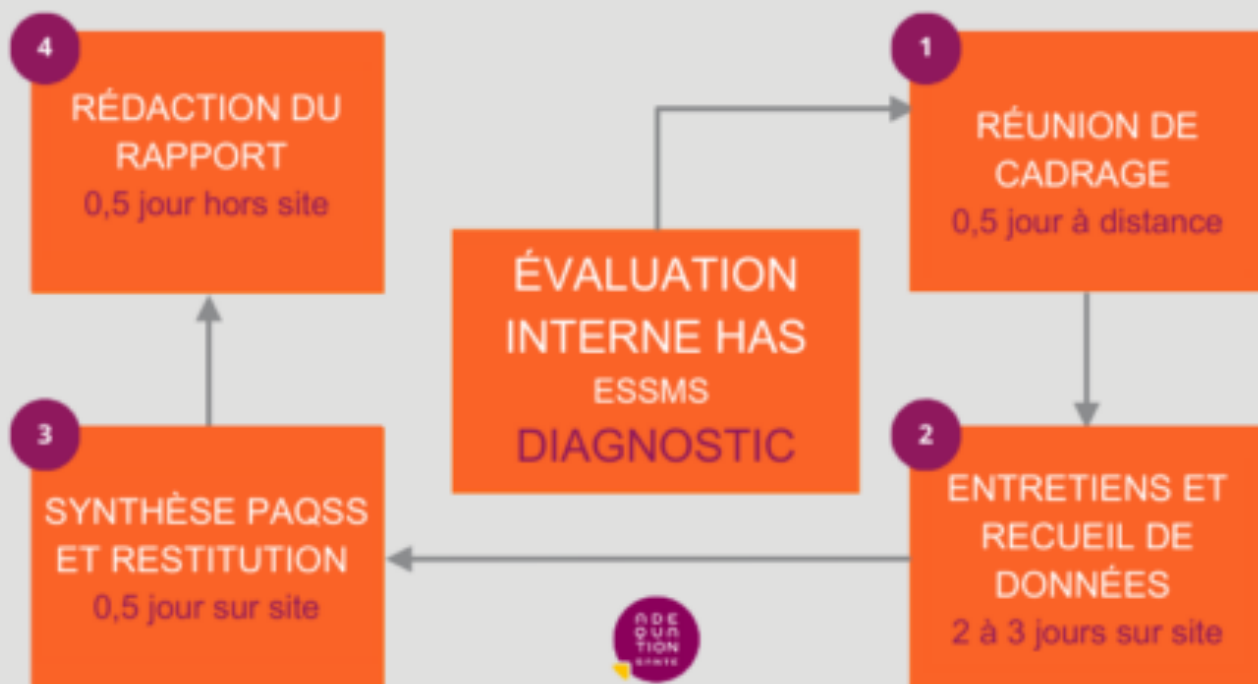 ÉVALUATION
INTERNE HAS
ESSMS
DIAGNOSTIC
1
RÉUNION DE
CADRAGE
0,5 jour à distance
2
ENTRETIENS ET
RECUEIL DE
DONNÉES
2 à 3 jours sur site
3
SYNTHÈSE PAQSS
ET RESTITUTION
0,5 jour sur site
4
RÉDACTION DU
RAPPORT
0,5 jour hors site
ADE
QUA
TION
SANTÉ